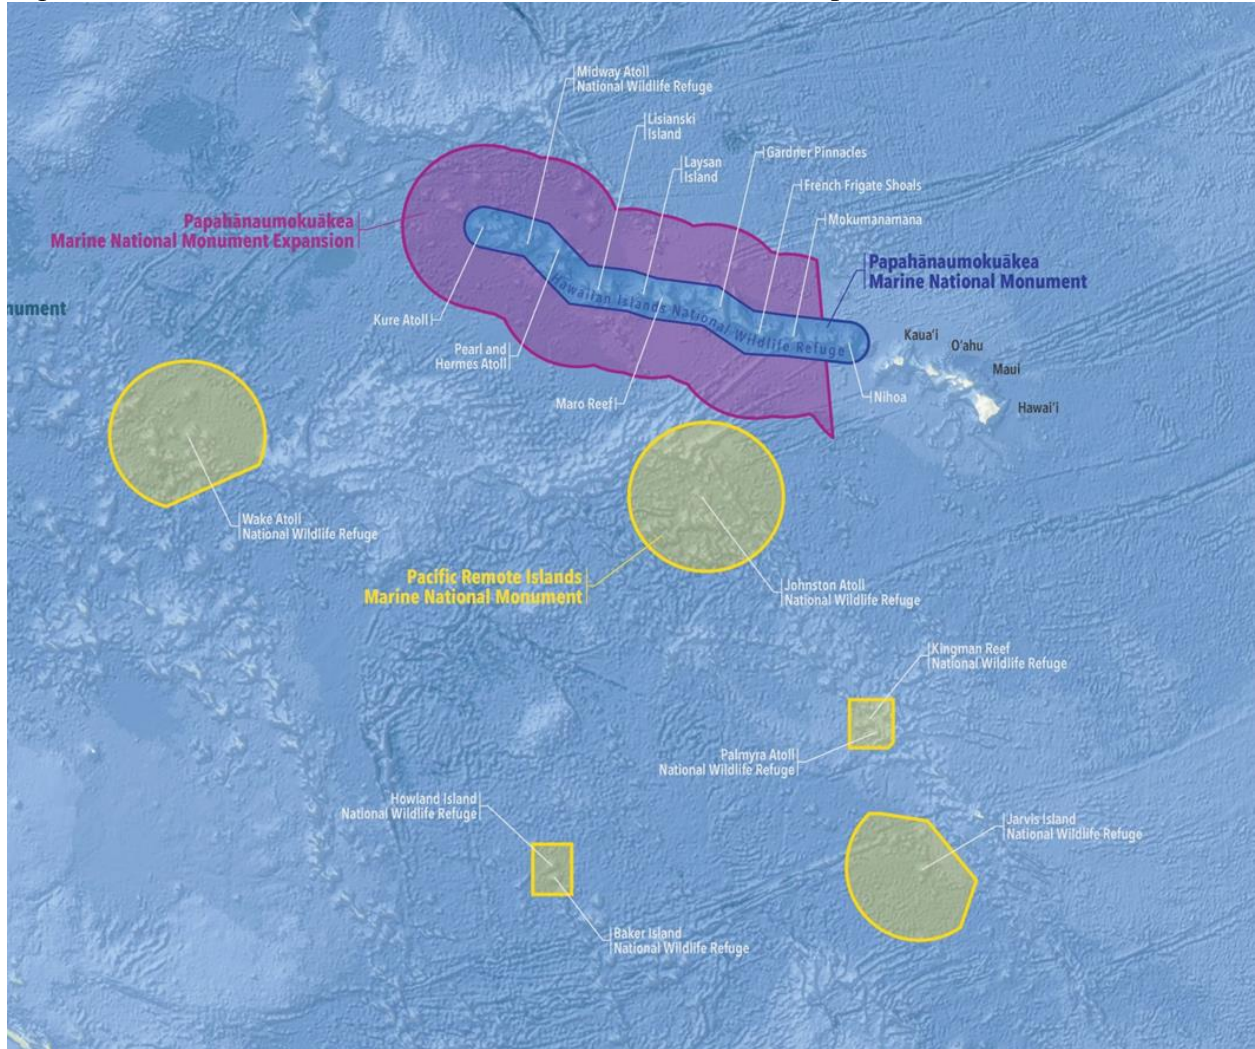 Midway Atoll
National Wildlife Refuge
Lisianski
Island
Laysan
Island
Gardner Pinnacles
French Frigate Shoals
Mokumanamana
Papahānaumokuākea
Marine National Monument Expansion
Papahānaumokuākea
Marine National Monument
nument
Hawaiian Islands National Wildlife Refuge
Kure Atoll
Pearl and
Hermes Atoll
Maro Reef
Nihoa
Kaua'i
O'ahu
Maui
Hawai'i
Wake Atoll
National Wildlife Refuge
Pacific Remote Islands
Marine National Monument
Johnston Atoll
National Wildlife Refuge
Kingman Reef
National Wildlife Refuge
Palmyra Atoll
National Wildlife Refuge
Howland Island
National Wildlife Refuge
Jarvis Island
National Wildlife Refuge
Baker Island
National Wildlife Refuge